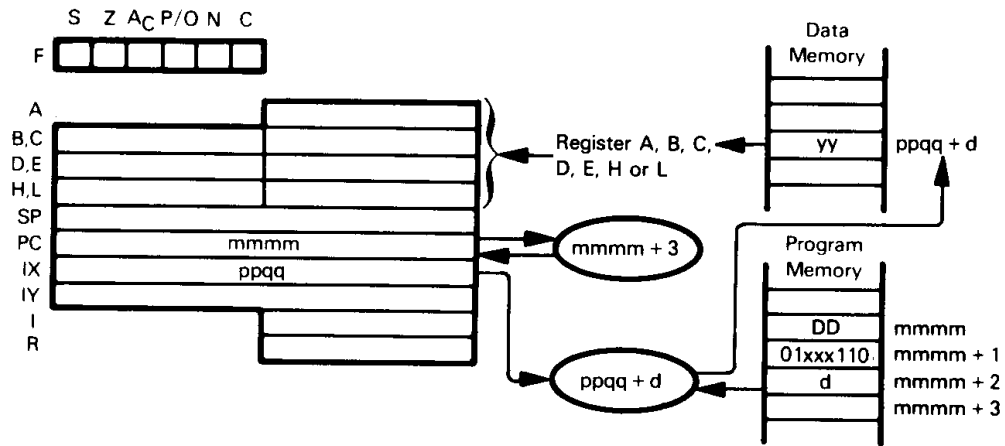 S Z AC P/O N C
F
Data
Memory
A
B,C
D,E
H,L
SP
PC
IX
IY
I
R
mmmm
ppqq
Register A, B, C,
D, E, H or L
yy
ppqq + d
mmmm + 3
ppqq + d
Program
Memory
DD
mmmm
01xxx110
mmmm + 1
d
mmmm + 2
mmmm + 3